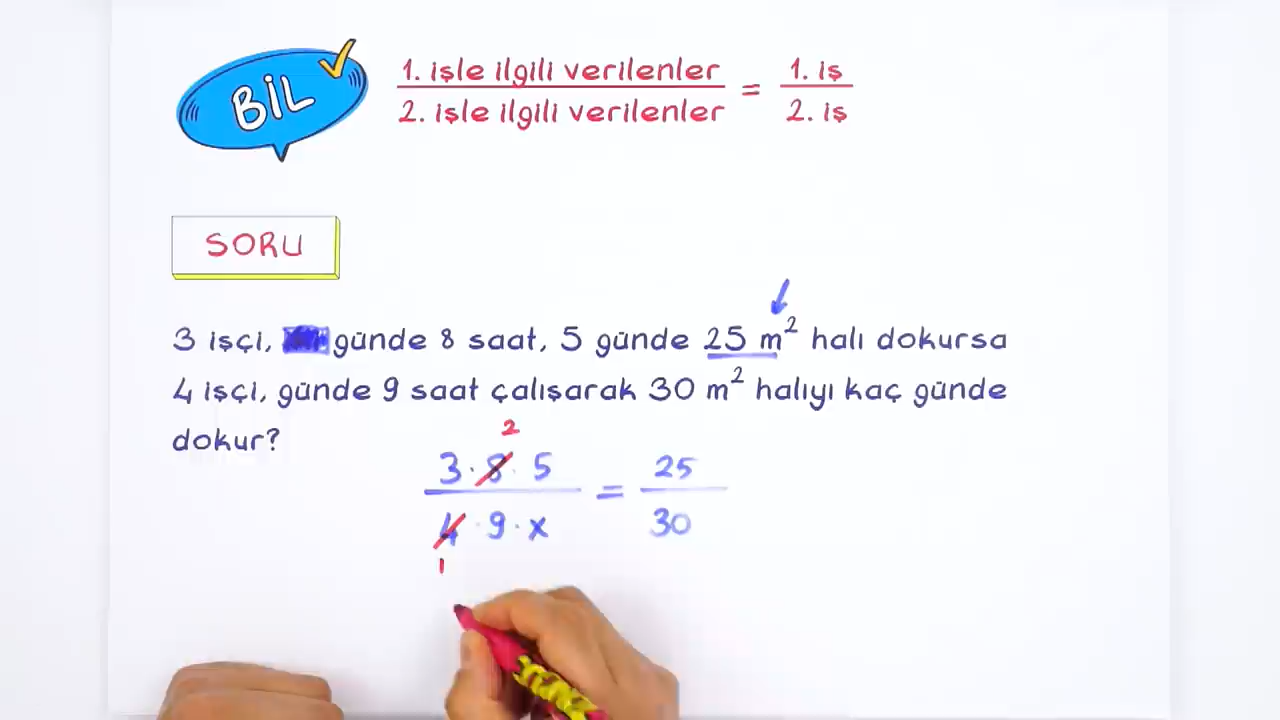 BİL
1. işle ilgili verilenler = 1. iş
2. işle ilgili verilenler 2. iş
SORU
3 işçi, günde 8 saat, 5 günde 25 m² halı dokursa
4 işçi, günde 9 saat çalışarak 30 m² halıyı kaç günde
dokur?
2
3 · 8 · 5 = 25
4 · 9 · x 30
1